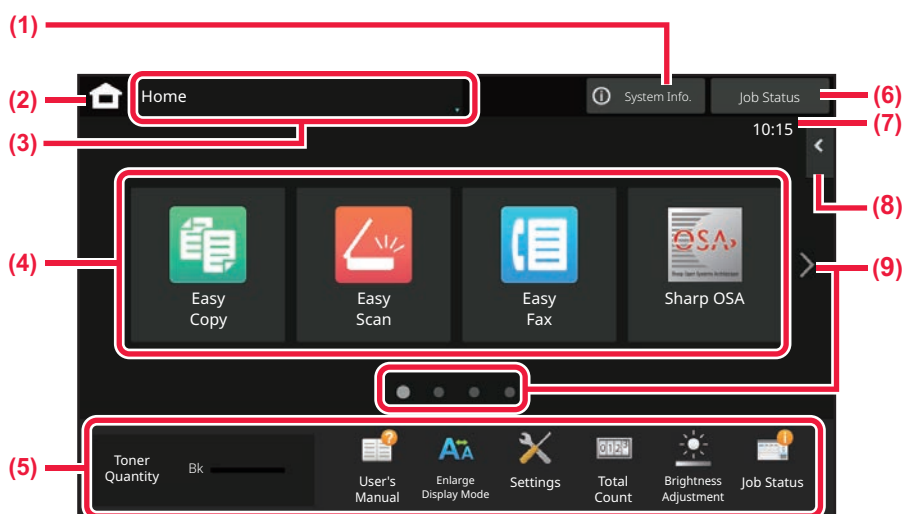 (1)
(2)
Home
System Info.
Job Status
(6)
(3)
10:15
(7)
(8)
OSA
(4)
(9)
Easy
Copy
Easy
Scan
Easy
Fax
Sharp OSA
(5)
Toner
Quantity
Bk
User's
Manual
Enlarge
Display Mode
Settings
Total
Count
Brightness
Adjustment
Job Status